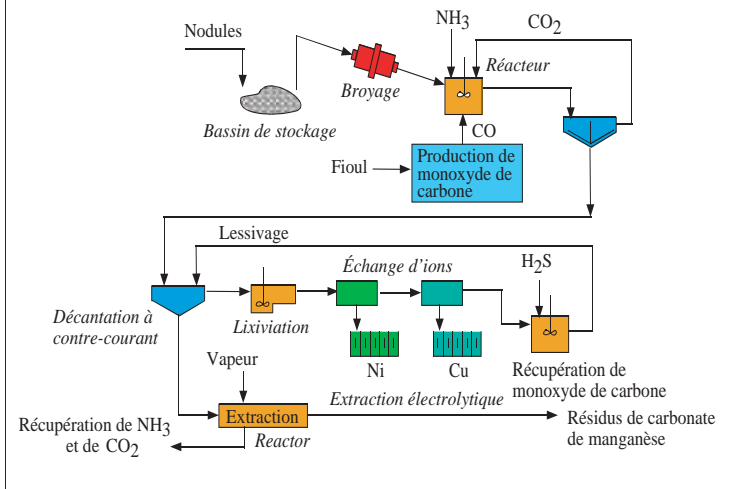 Nodules
NH3
CO2
Réacteur
Broyage
Bassin de stockage
CO
Fioul
Production de
monoxyde de
carbone
Lessivage
Échange d'ions
H2S
Décantation à
contre-courant
Lixiviation
Ni
Cu
Récupération de
monoxyde de carbone
Vapeur
Extraction
Extraction électrolytique
Résidus de carbonate
de manganèse
Récupération de NH3
et de CO2
Reactor